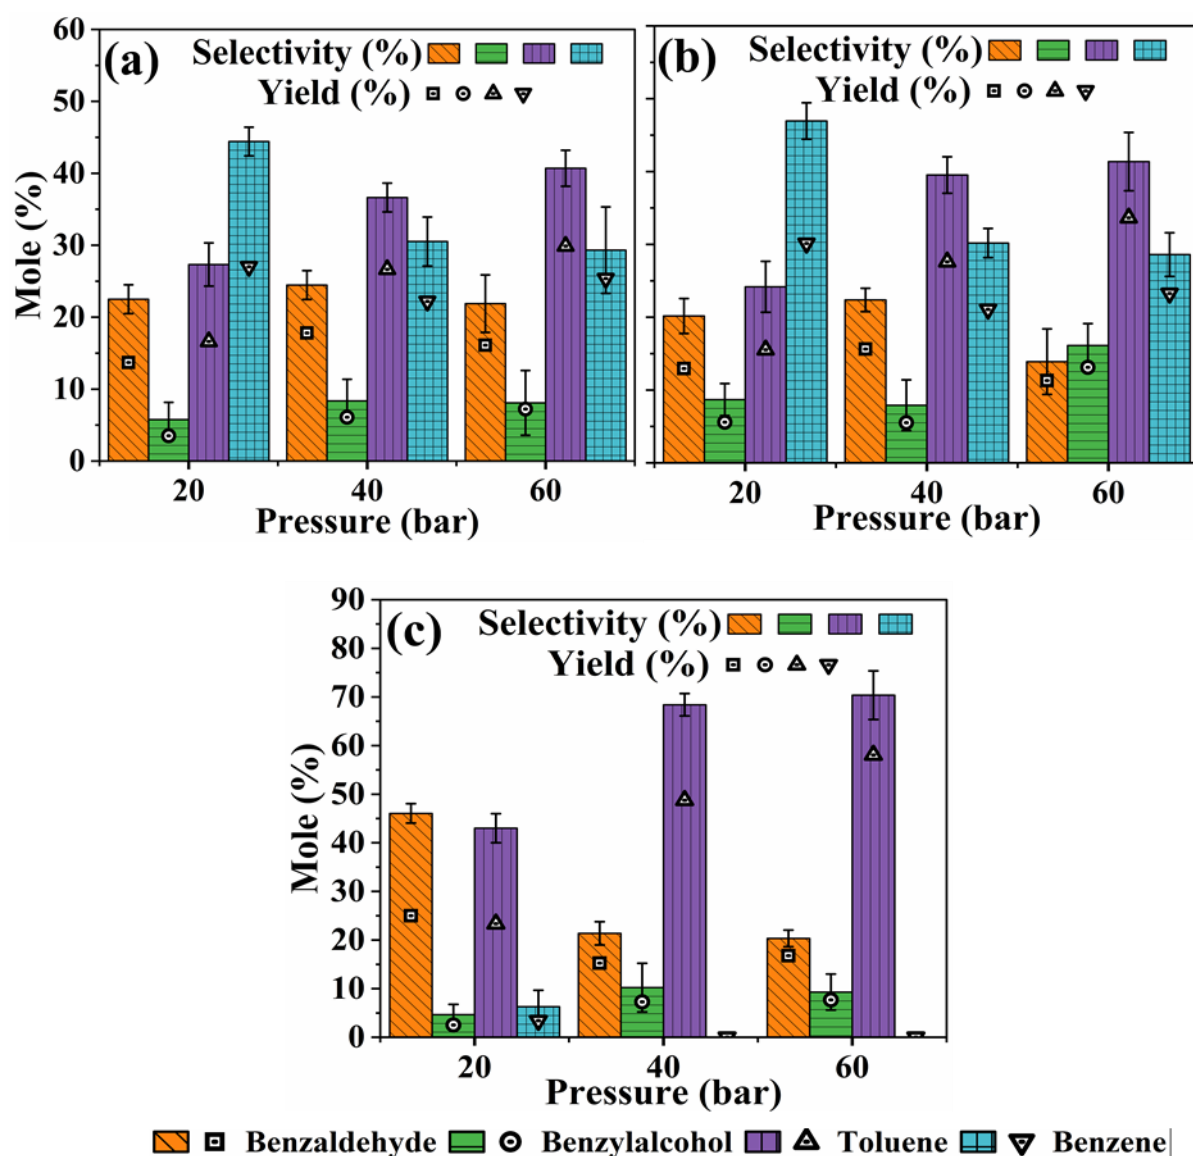 (a) Selectivity (%)
Yield (%)
Mole (%)
60
50
40
30
20
10
0
20 40 60
Pressure (bar)
(b) Selectivity (%)
Yield (%)
20 40 60
Pressure (bar)
(c) Selectivity (%)
Yield (%)
Mole (%)
90
80
70
60
50
40
30
20
10
0
20 40 60
Pressure (bar)
Benzaldehyde Benzylalcohol Toluene Benzene